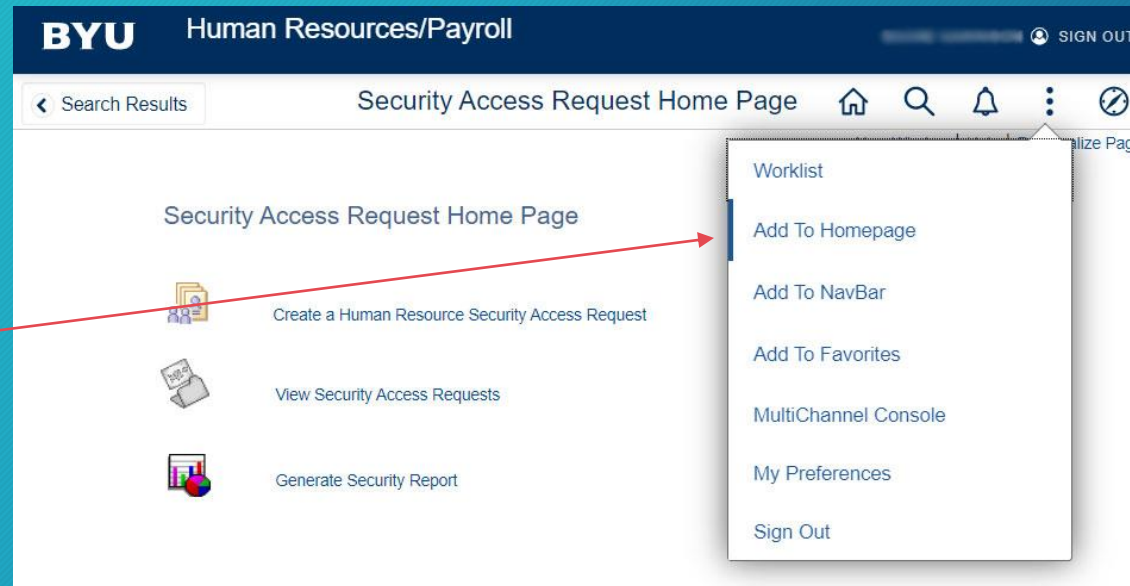 BYU Human Resources/Payroll SIGN OUT
Search Results Security Access Request Home Page
Security Access Request Home Page
Create a Human Resource Security Access Request
View Security Access Requests
Generate Security Report
Worklist
Add To Homepage
Add To NavBar
Add To Favorites
MultiChannel Console
My Preferences
Sign Out